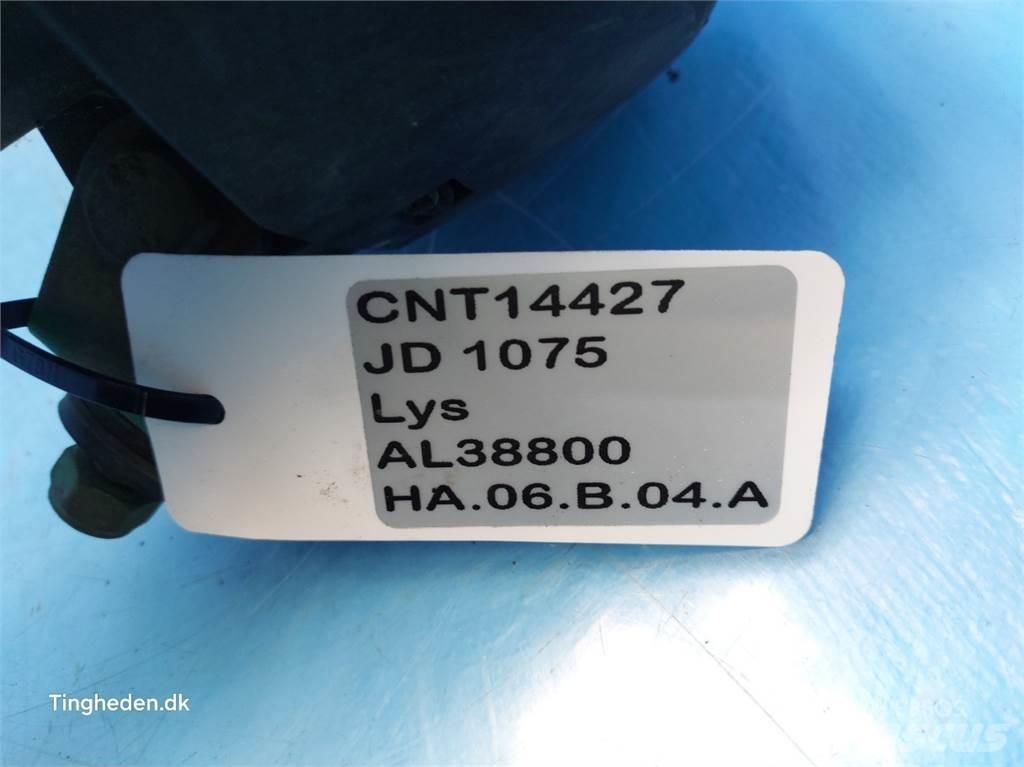 CNT14427
JD 1075
Lys
AL38800
HA.06.B.04.A
Tingheden.dk